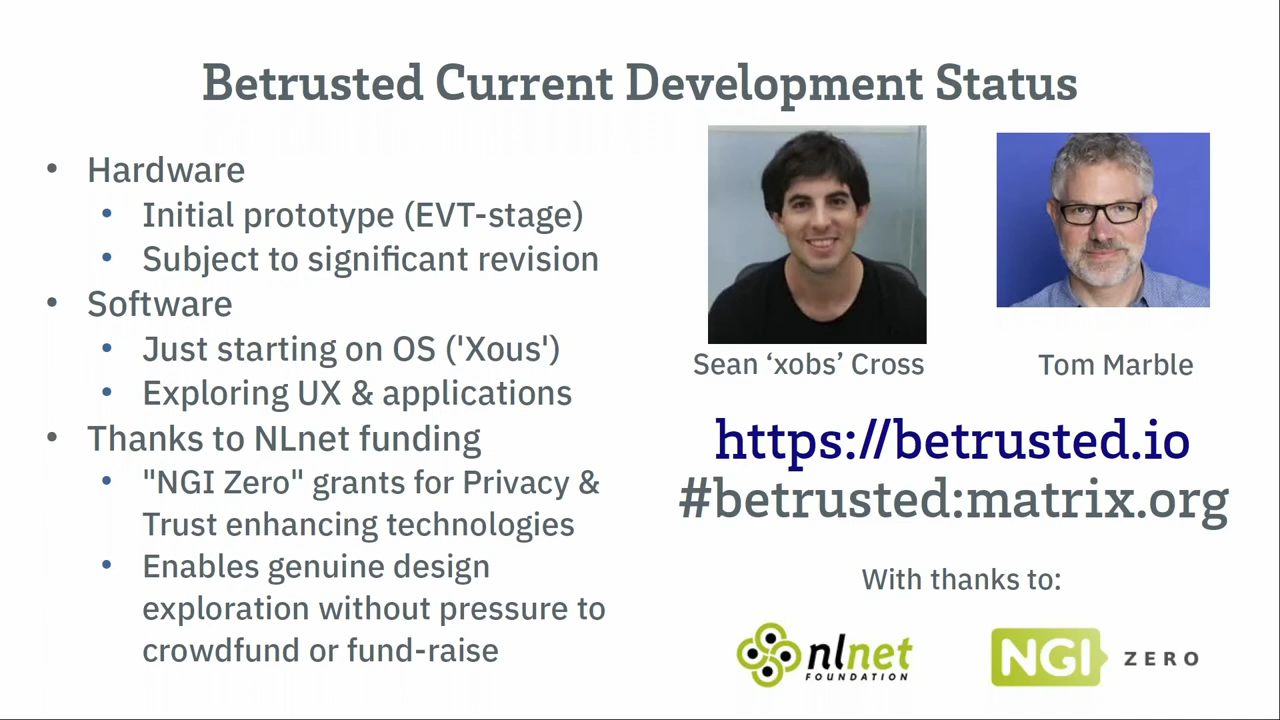 Betrusted Current Development Status
• Hardware
• Initial prototype (EVT-stage)
• Subject to significant revision
• Software
• Just starting on OS ('Xous')
• Exploring UX & applications
• Thanks to NLnet funding
• "NGI Zero" grants for Privacy &
Trust enhancing technologies
• Enables genuine design
exploration without pressure to
crowdfund or fund-raise
Sean ‘xobs’ Cross
Tom Marble
https://betrusted.io
#betrusted:matrix.org
With thanks to:
nlnet
FOUNDATION
NGI ZERO